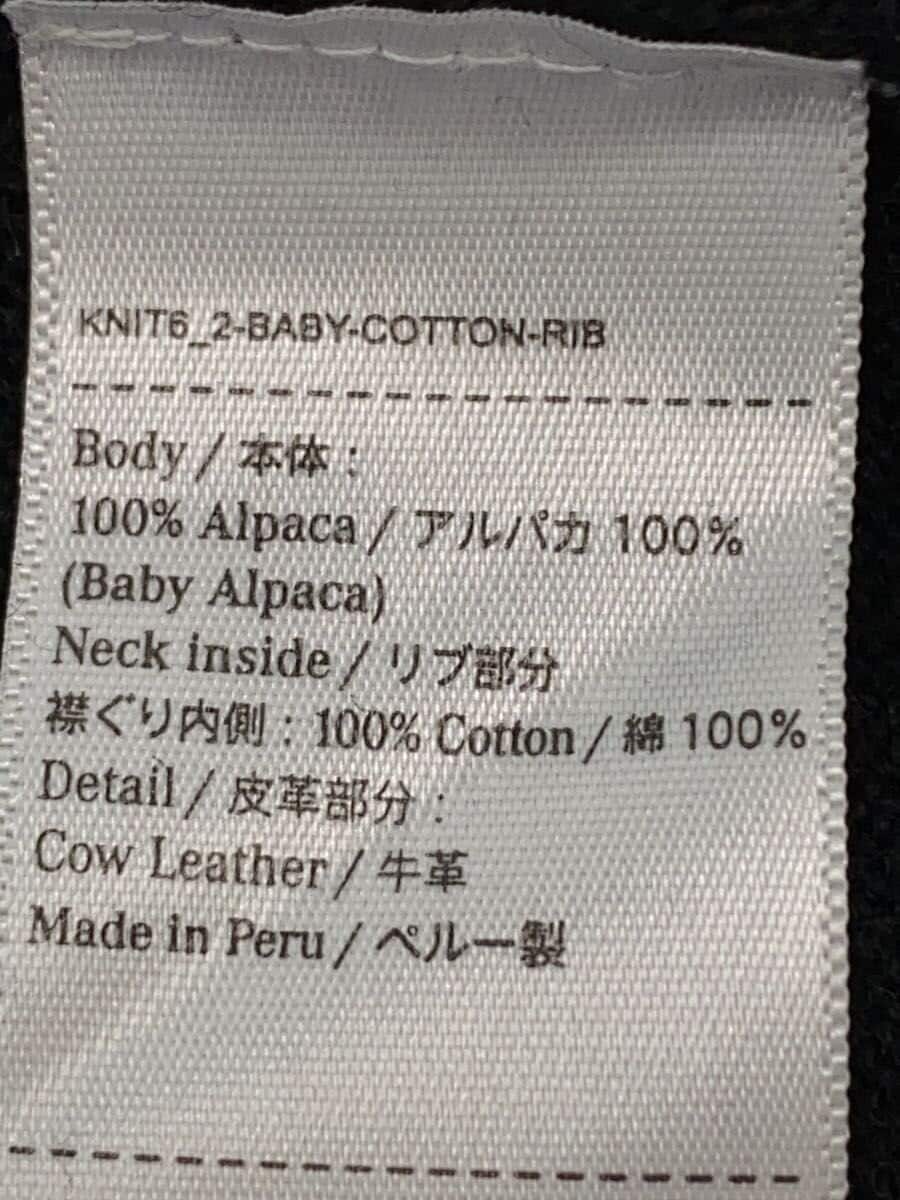 KNIT6_2-BABY-COTTON-RIB
Body / 本体 :
100% Alpaca / アルパカ 100%
(Baby Alpaca)
Neck inside / リブ部分
襟ぐり内側 : 100% Cotton / 綿 100%
Detail / 皮革部分 :
Cow Leather / 牛革
Made in Peru / ペルー製